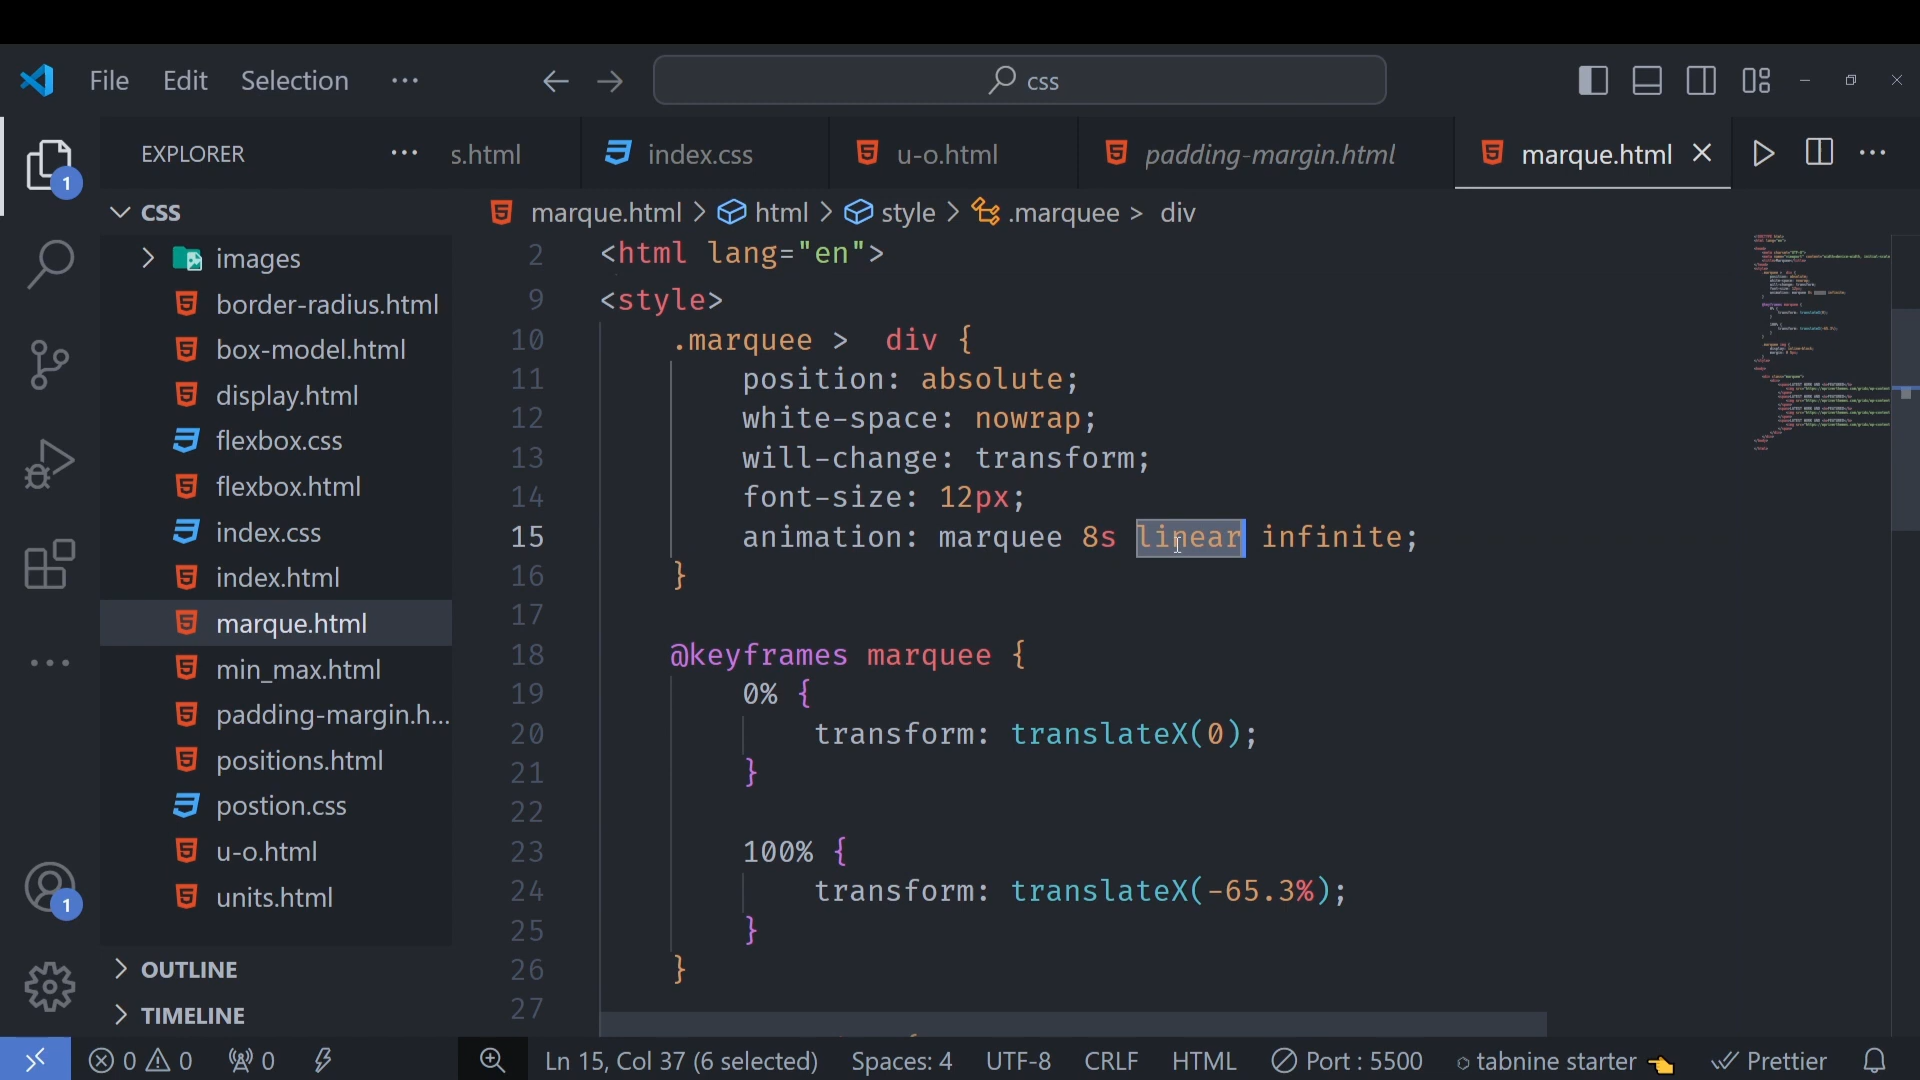 File Edit Selection ...
css
EXPLORER ...
s.html
index.css
u-o.html
padding-margin.html
marque.html
CSS
images
border-radius.html
box-model.html
display.html
flexbox.css
flexbox.html
index.css
index.html
marque.html
min_max.html
padding-margin.h...
positions.html
postion.css
u-o.html
units.html
OUTLINE
TIMELINE
1
1
marque.html > html > style > .marquee > div
2 <html lang="en">
9 <style>
10 .marquee > div {
11 position: absolute;
12 white-space: nowrap;
13 will-change: transform;
14 font-size: 12px;
15 animation: marquee 8s linear infinite;
16 }
17
18 @keyframes marquee {
19 0% {
20 transform: translateX(0);
21 }
22
23 100% {
24 transform: translateX(-65.3%);
25 }
26 }
27
0 0 0
Ln 15, Col 37 (6 selected) Spaces: 4 UTF-8 CRLF HTML Port : 5500 tabnine starter Prettier